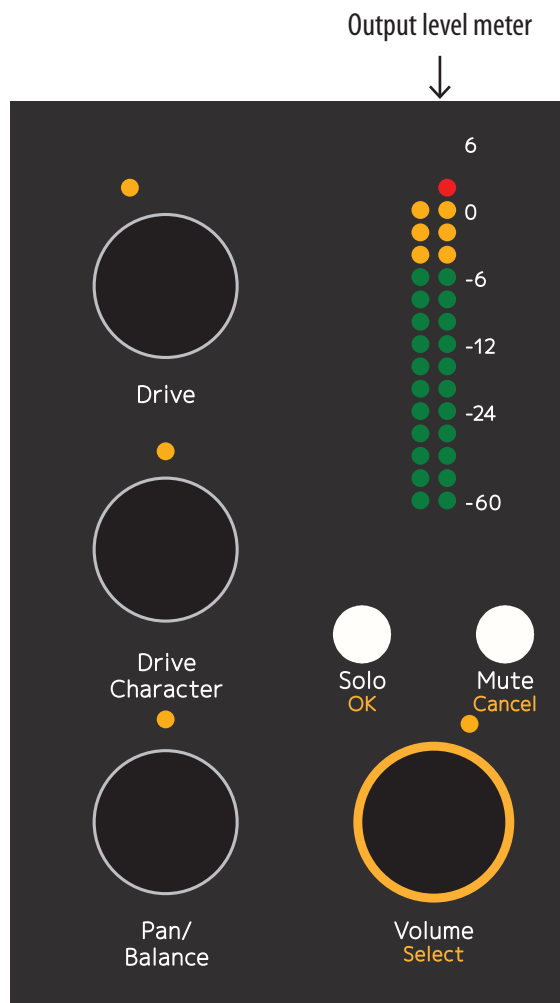 Output level meter
6
0
-6
-12
-24
-60
Drive
Drive
Character
Solo
OK
Mute
Cancel
Pan/
Balance
Volume
Select